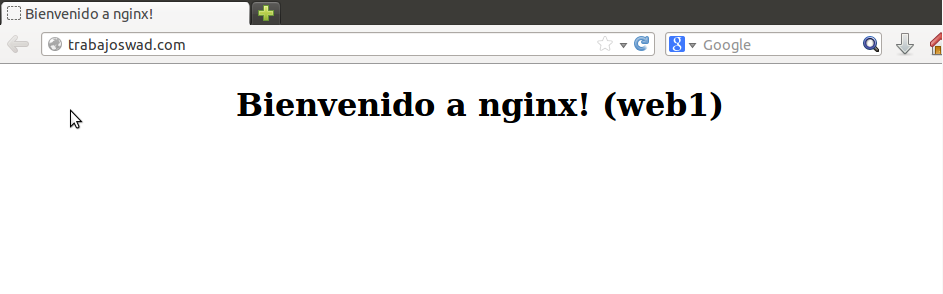 Bienvenido a nginx!
trabajoswad.com
Google
Bienvenido a nginx! (web1)